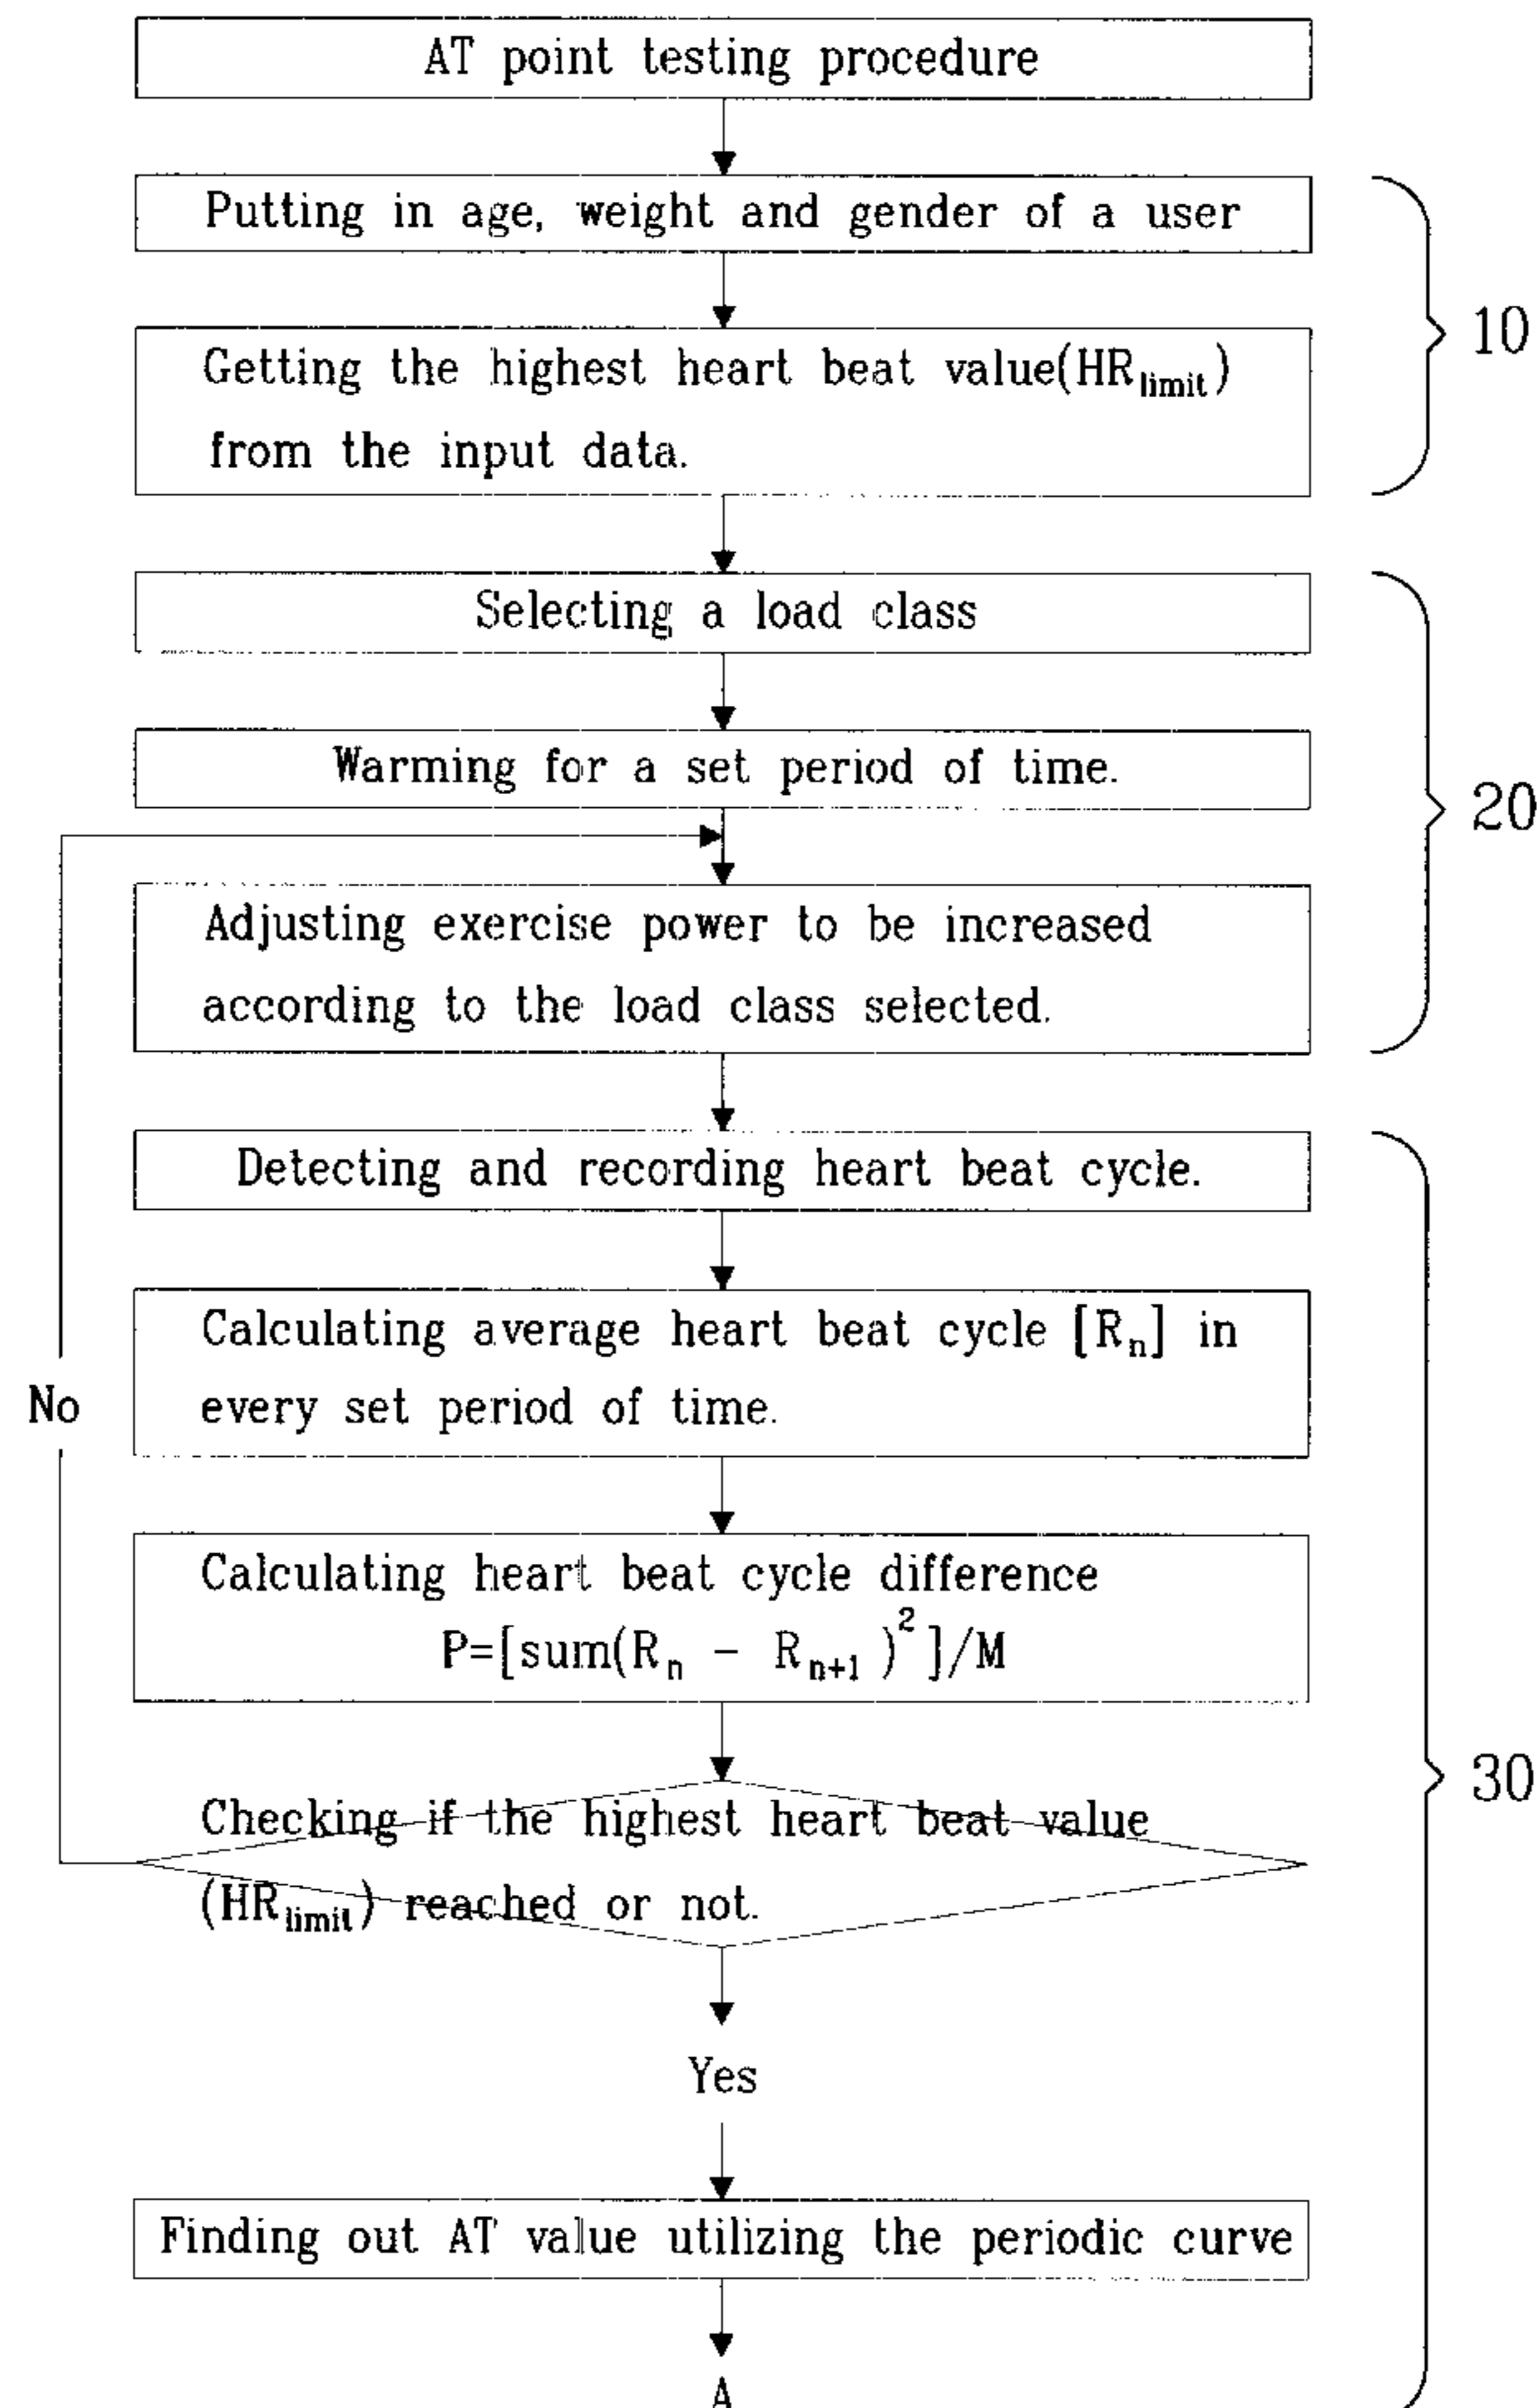 AT point testing procedure
Putting in age, weight and gender of a user
10
Getting the highest heart beat value(HRlimit)
from the input data.
Selecting a load class
Warming for a set period of time.
20
Adjusting exercise power to be increased
according to the load class selected.
Detecting and recording heart beat cycle.
Calculating average heart beat cycle [Rn] in
every set period of time.
No
Calculating heart beat cycle difference
P=[sum(Rn - Rn+1 )²]/M
30
Checking if the highest heart beat value
(HRlimit) reached or not.
Yes
Finding out AT value utilizing the periodic curve
A